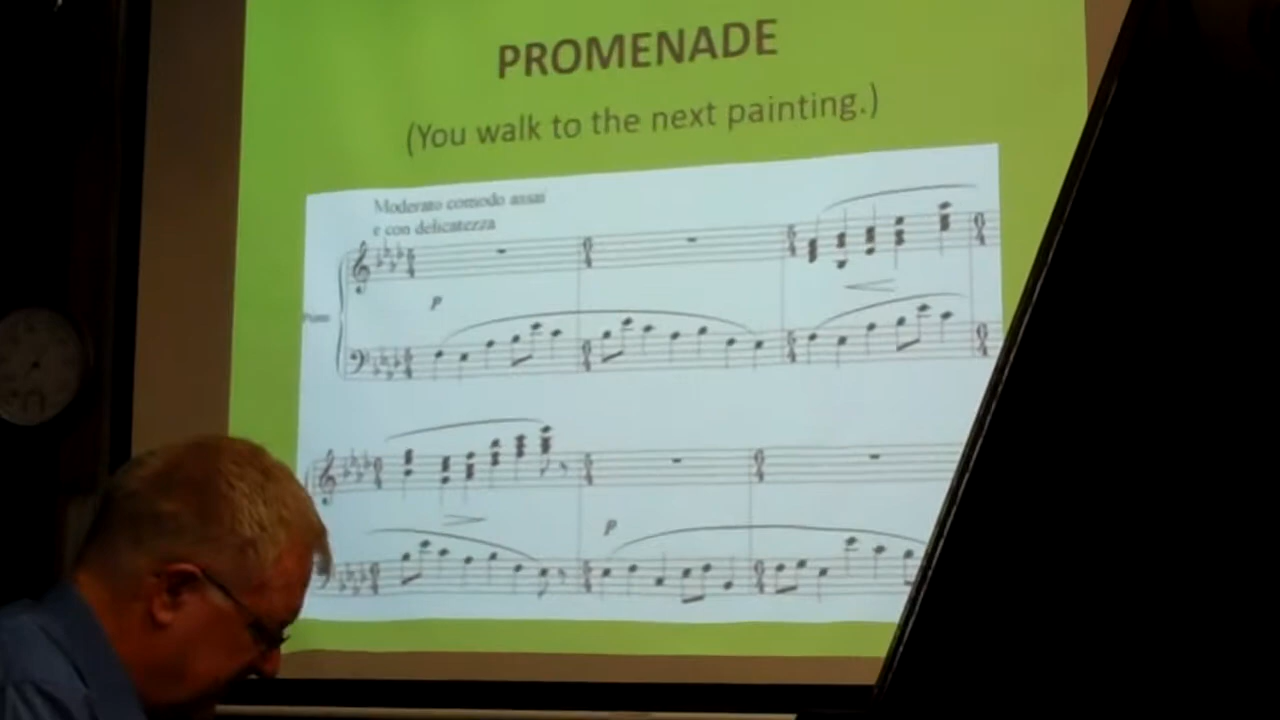 PROMENADE
(You walk to the next painting.)
Moderato comodo assai
e con delicatezza
p
p